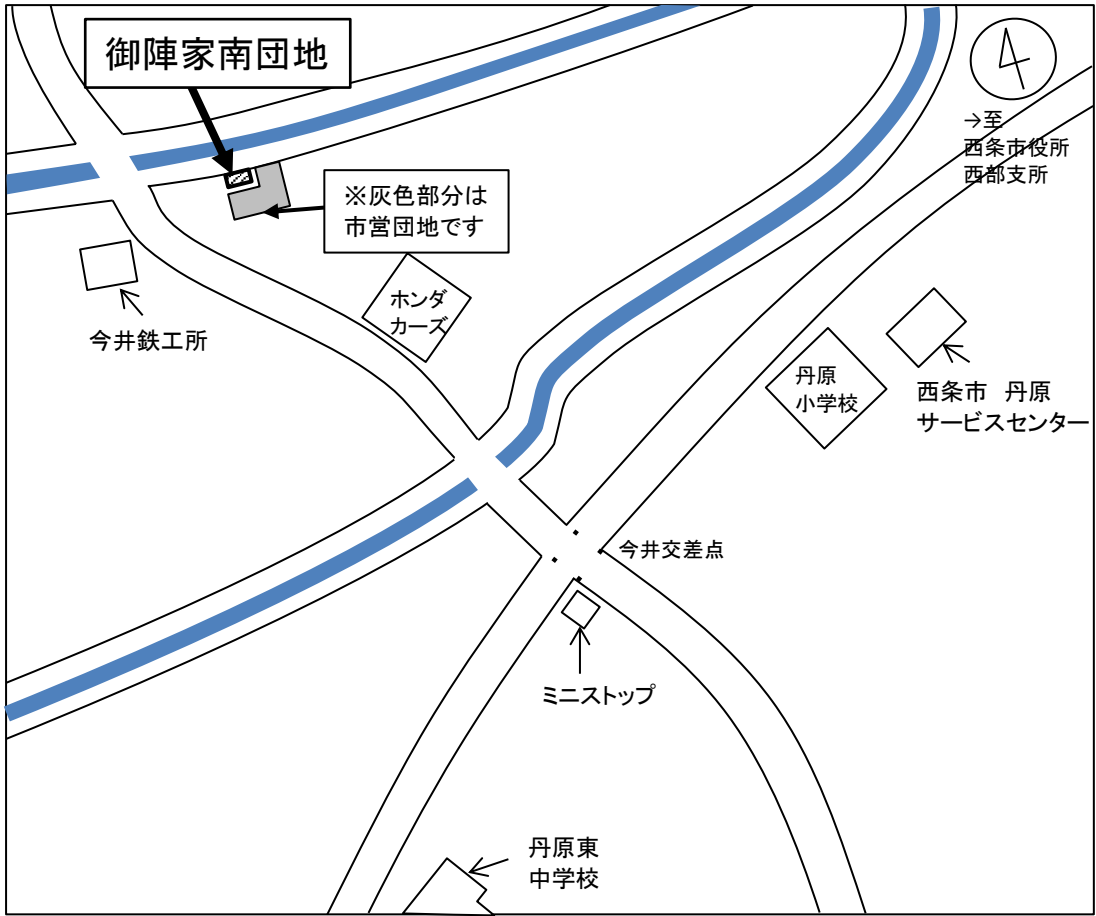 御陣家南団地
→至
西条市役所
西部支所
※灰色部分は
市営団地です
ホンダ
カーズ
今井鉄工所
丹原
小学校
西条市 丹原
サービスセンター
今井交差点
ミニストップ
丹原東
中学校